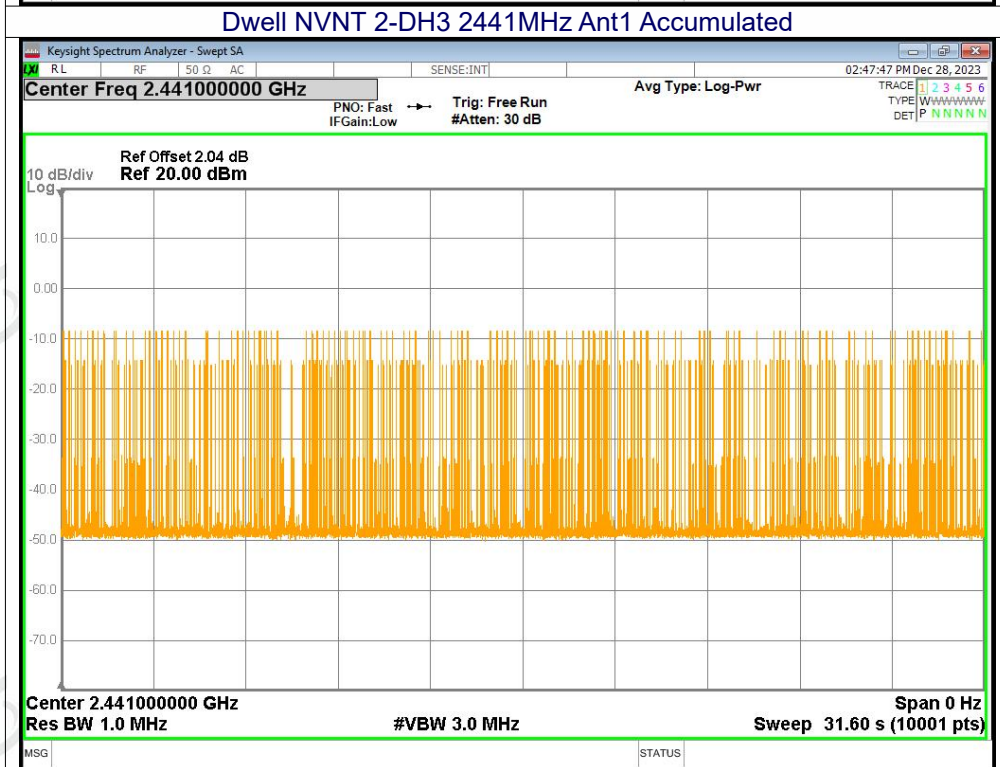 Dwell NVNT 2-DH3 2441MHz Ant1 Accumulated
Keysight Spectrum Analyzer - Swept SA
LXI RL RF 50 Ω AC SENSE:INT 02:47:47 PM Dec 28, 2023
Center Freq 2.441000000 GHz Avg Type: Log-Pwr TRACE 1 2 3 4 5 6
PNO: Fast Trig: Free Run TYPE WWWWWW
IFGain:Low #Atten: 30 dB DET P N N N N N
Ref Offset 2.04 dB
10 dB/div Ref 20.00 dBm
Log
10.0
0.00
-10.0
-20.0
-30.0
-40.0
-50.0
-60.0
-70.0
Center 2.441000000 GHz Span 0 Hz
Res BW 1.0 MHz #VBW 3.0 MHz Sweep 31.60 s (10001 pts)
MSG STATUS